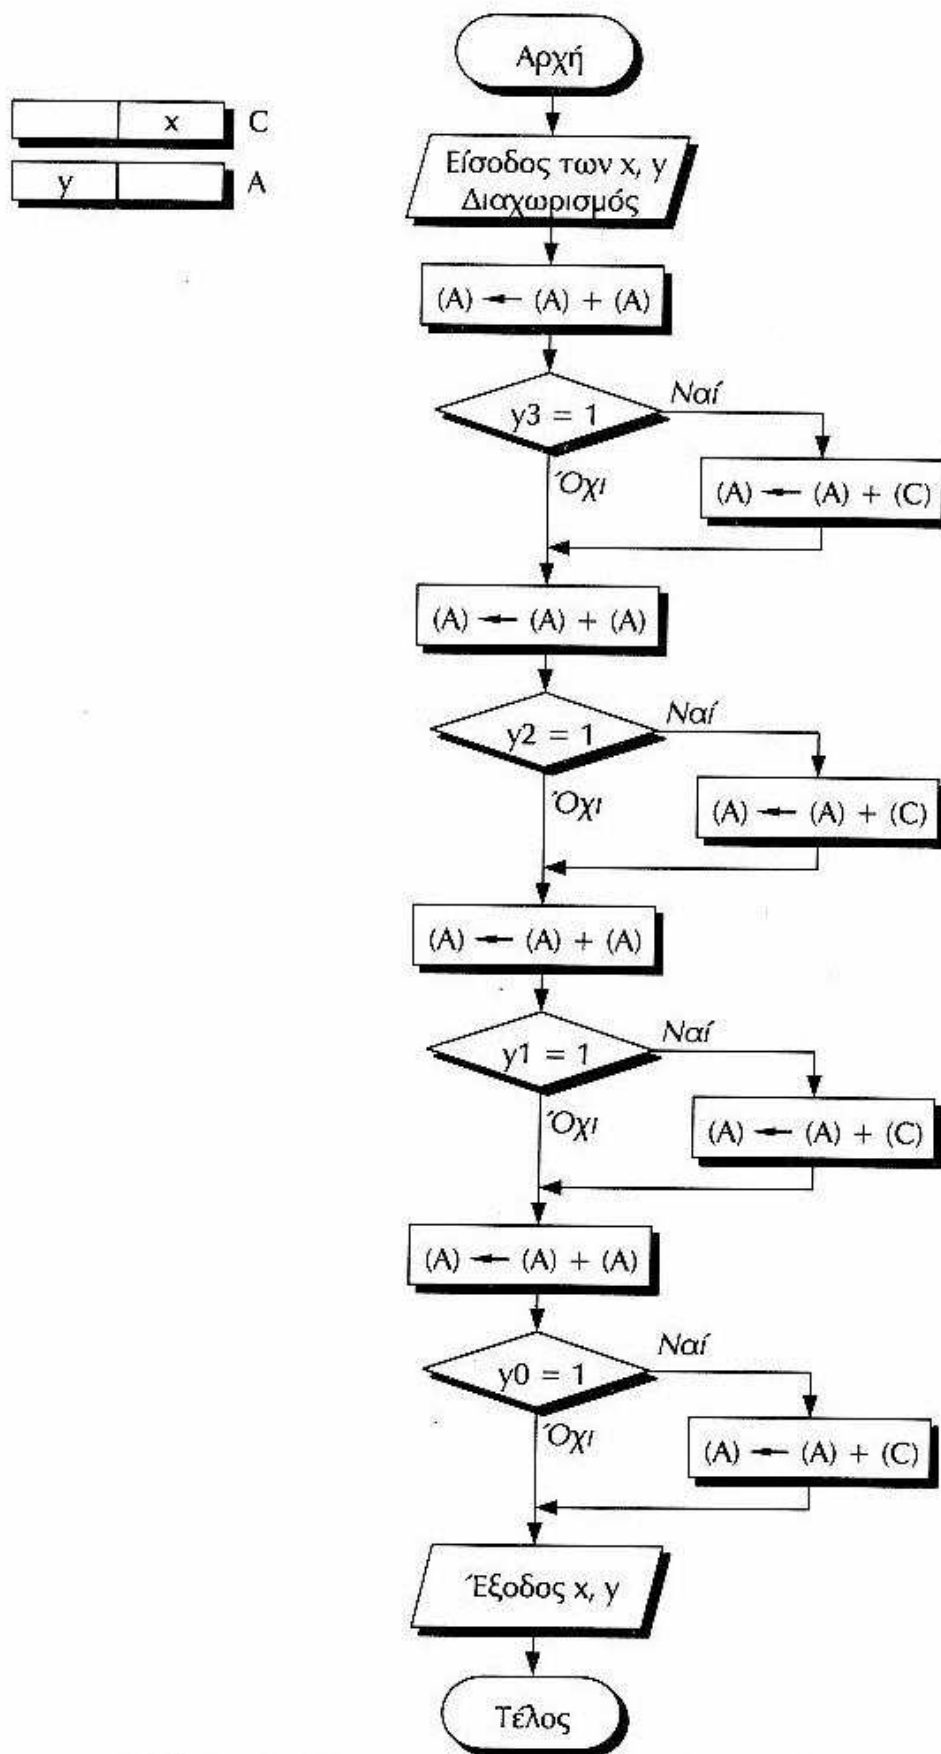 Αρχή
x C
y A
Είσοδος των x, y
Διαχωρισμός
(A) ← (A) + (A)
y3 = 1
Ναί
Όχι
(A) ← (A) + (C)
(A) ← (A) + (A)
y2 = 1
Ναί
Όχι
(A) ← (A) + (C)
(A) ← (A) + (A)
y1 = 1
Ναί
Όχι
(A) ← (A) + (C)
(A) ← (A) + (A)
y0 = 1
Ναί
Όχι
(A) ← (A) + (C)
Έξοδος x, y
Τέλος